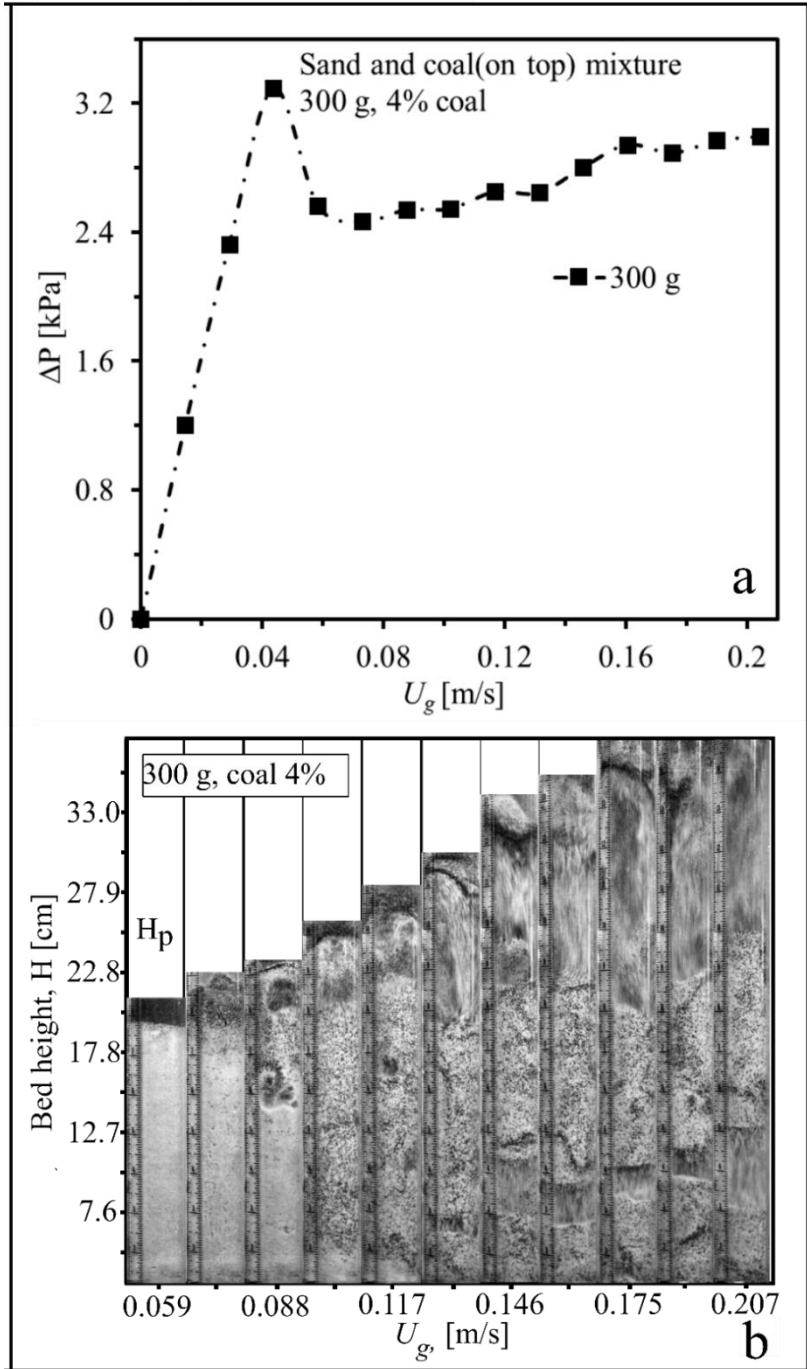 Sand and coal(on top) mixture
300 g, 4% coal
3.2
2.4
1.6
0.8
0
ΔP [kPa]
300 g
a
0
0.04
0.08
0.12
0.16
0.2
U_g [m/s]
300 g, coal 4%
33.0
27.9
H_p
22.8
17.8
12.7
7.6
Bed height, H [cm]
0.059
0.088
0.117
0.146
0.175
0.207
U_g, [m/s]
b